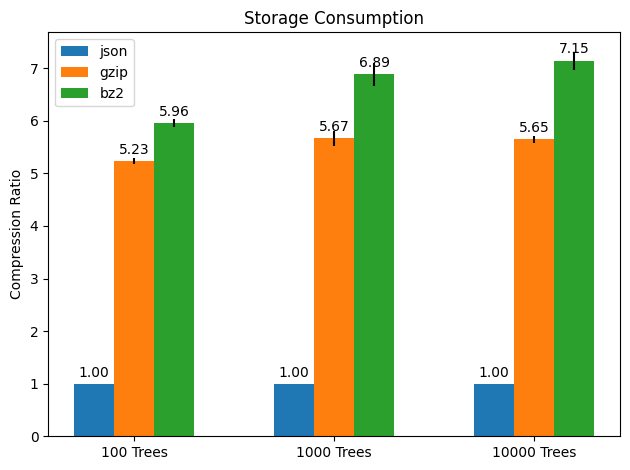 Storage Consumption
json
gzip
bz2
Compression Ratio
7
6
5
4
3
2
1
0
1.00
5.23
5.96
1.00
5.67
6.89
1.00
5.65
7.15
100 Trees
1000 Trees
10000 Trees